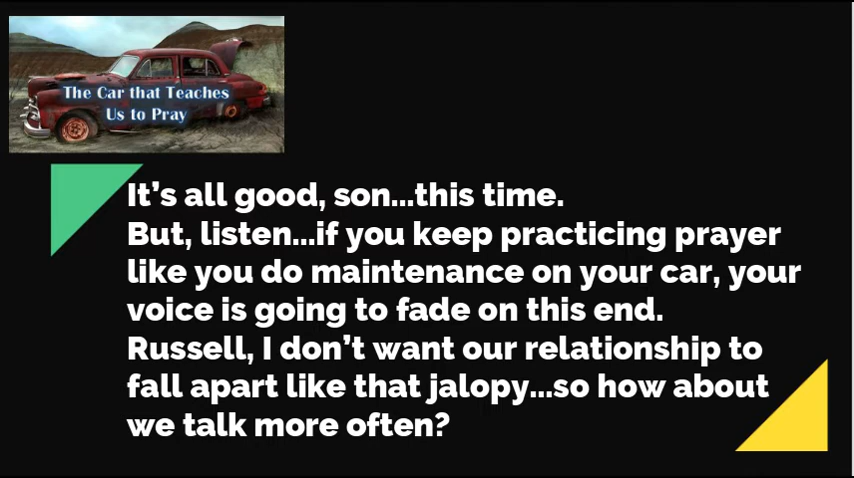 The Car that Teaches
Us to Pray
It’s all good, son...this time.
But, listen...if you keep practicing prayer
like you do maintenance on your car, your
voice is going to fade on this end.
Russell, I don’t want our relationship to
fall apart like that jalopy...so how about
we talk more often?